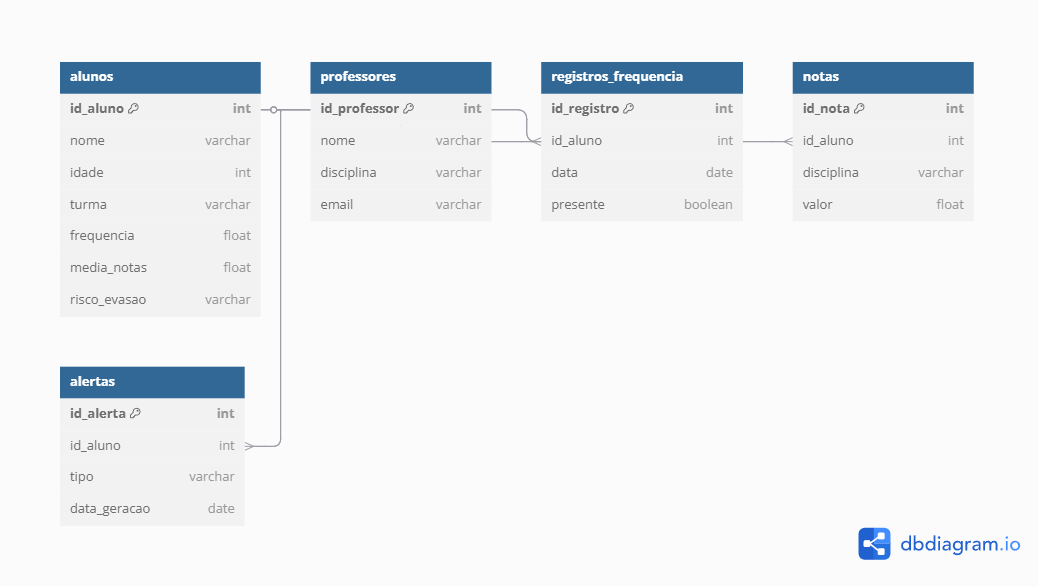 alunos
id_aluno int
nome varchar
idade int
turma varchar
frequencia float
media_notas float
risco_evasao varchar
professores
id_professor int
nome varchar
disciplina varchar
email varchar
registros_frequencia
id_registro int
id_aluno int
data date
presente boolean
notas
id_nota int
id_aluno int
disciplina varchar
valor float
alertas
id_alerta int
id_aluno int
tipo varchar
data_geracao date
dbdiagram.io